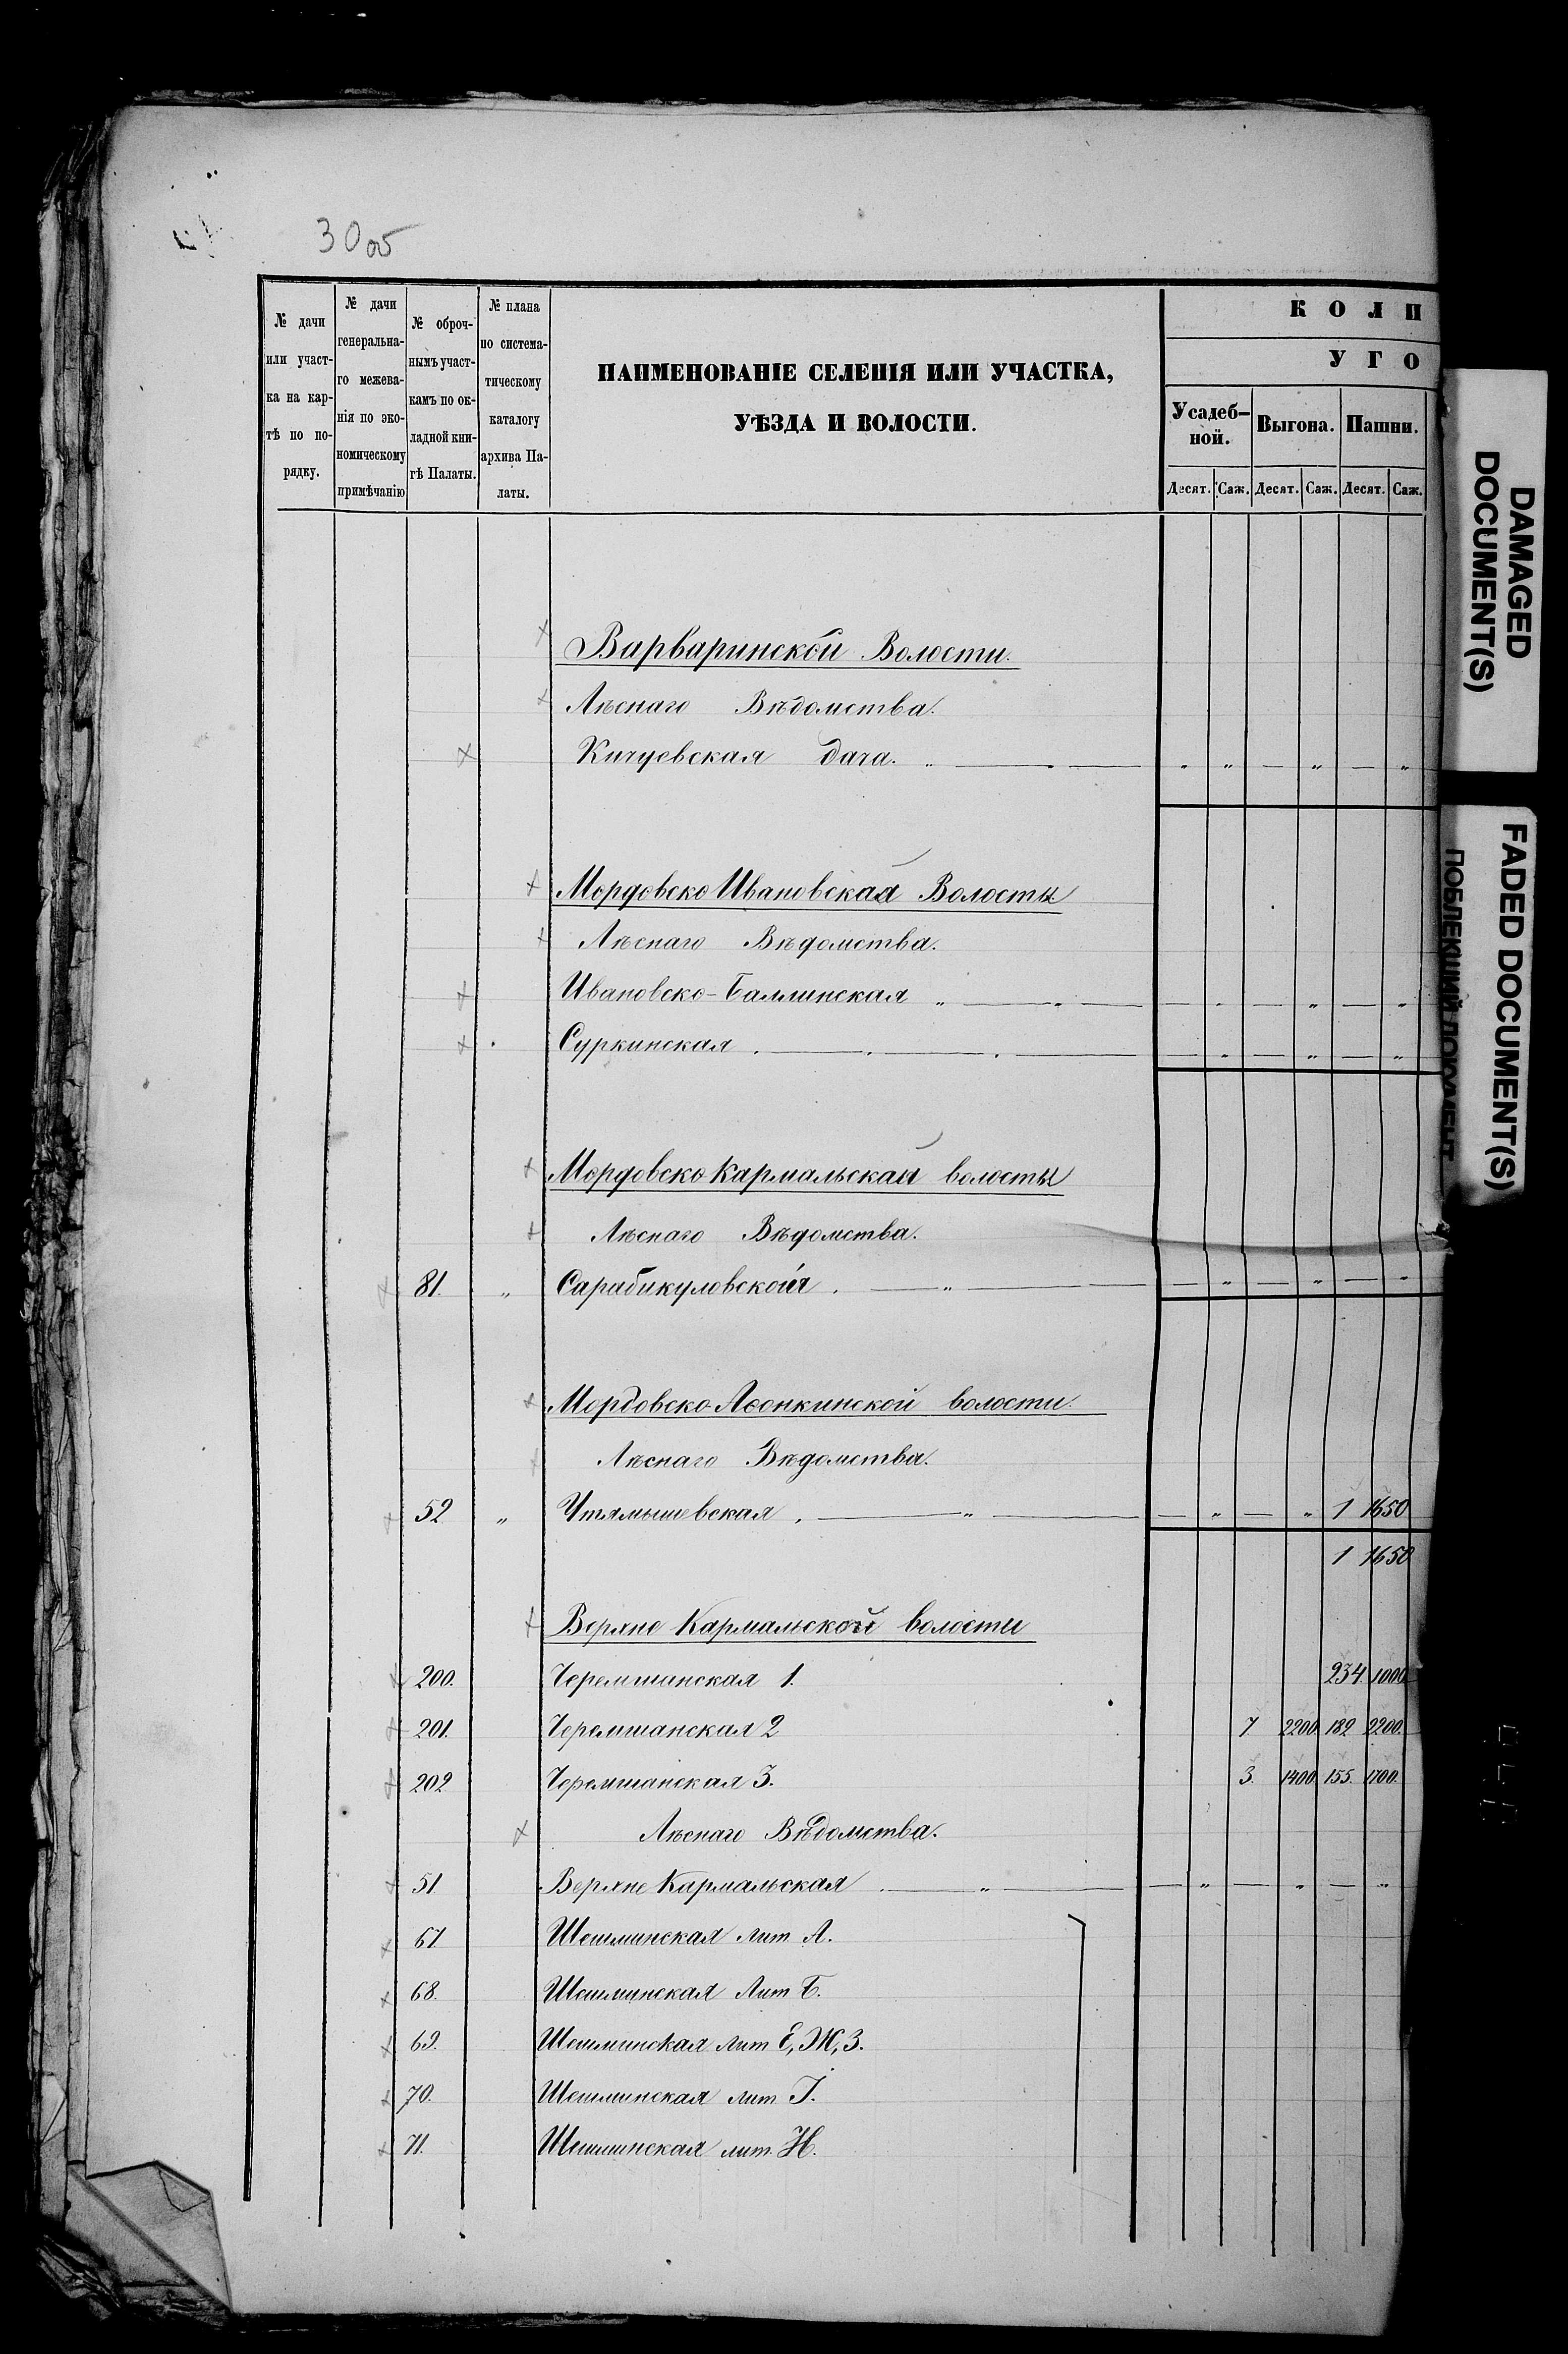 30об
№ дачи или участка на картѣ по порядку.
№ дачи генеральнаго межеванія по экономическому примѣчанію
№ оброчнымъ участкамъ по окладной книгѣ Палаты.
№ плана по систематическому каталогу архива Палаты.
НАИМЕНОВАНІЕ СЕЛЕНІЯ ИЛИ УЧАСТКА,
УѢЗДА И ВОЛОСТИ.
КОЛИ
УГО
Усадебной. Выгона. Пашни.
Десят. Саж. Десят. Саж. Десят. Саж.
Варваринской Волости.
Лѣснаго Вѣдомства.
Кичуевская дача. „ — „ —
Мордовско Ивановская Волость
Лѣснаго Вѣдомства.
Ивановско-Баллинская „ — „ —
Суркинская . — . — . —
Мордовско Кармальская волость
Лѣснаго Вѣдомства.
81. „ Сарабикуловская . — „ —
Мордовско Афонкинской волости.
Лѣснаго Вѣдомства.
52 „ Утямышевская . — „ — — „ — „ 1 1650
1 1650
Верхне Кармальской волости
200. Черемшанская 1. 234. 1000
201. Черемшанская 2 7 2200 182 2200.
202 Черемшанская 3. 3. 1400 155. 1700.
Лѣснаго Вѣдомства.
51 Верхне Кармальская . — „ —
67. Шешминская лит А.
68. Шешминская Лит Б.
69. Шешминская лит Е, Ж, З.
70. Шешминская лит І.
71. Шешминская лит. Н.
DAMAGED
DOCUMENT(S)
FADED DOCUMENT(S)
ПОБЛЕКШИЙ ДОКУМЕНТ